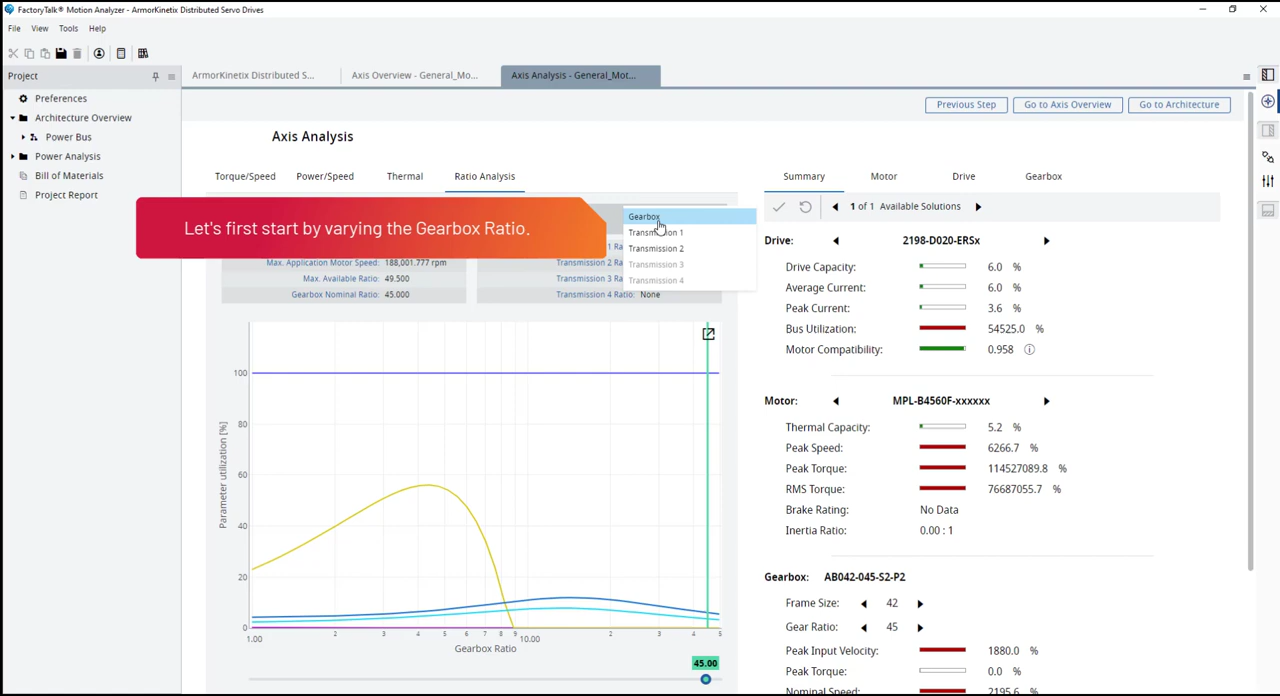 FactoryTalk® Motion Analyzer - ArmorKinetix Distributed Servo Drives
File View Tools Help
Project
Preferences
Architecture Overview
Power Bus
Power Analysis
Bill of Materials
Project Report
ArmorKinetix Distributed S...
Axis Overview - General_Mo...
Axis Analysis - General_Mot...
Previous Step
Go to Axis Overview
Go to Architecture
Axis Analysis
Torque/Speed
Power/Speed
Thermal
Ratio Analysis
Let's first start by varying the Gearbox Ratio.
Gearbox
Transmission 1
Transmission 2
Transmission 3
Transmission 4
Max. Application Motor Speed: 188,001.777 rpm
Max. Available Ratio: 49.500
Gearbox Nominal Ratio: 45.000
Transmission 2 Ra
Transmission 3 Ra
Transmission 4 Ratio: None
Parameter utilization [%]
100
80
60
40
20
0
1.00 2 3 4 5 6 7 8 9 10.00 2 3 4 5
Gearbox Ratio
45.00
Summary
Motor
Drive
Gearbox
1 of 1 Available Solutions
Drive: 2198-D020-ERSx
Drive Capacity: 6.0 %
Average Current: 6.0 %
Peak Current: 3.6 %
Bus Utilization: 54525.0 %
Motor Compatibility: 0.958
Motor: MPL-B4560F-xxxxxx
Thermal Capacity: 5.2 %
Peak Speed: 6266.7 %
Peak Torque: 114527089.8 %
RMS Torque: 76687055.7 %
Brake Rating: No Data
Inertia Ratio: 0.00 : 1
Gearbox: AB042-045-S2-P2
Frame Size: 42
Gear Ratio: 45
Peak Input Velocity: 1880.0 %
Peak Torque: 0.0 %
Nominal Speed: 2195.6 %